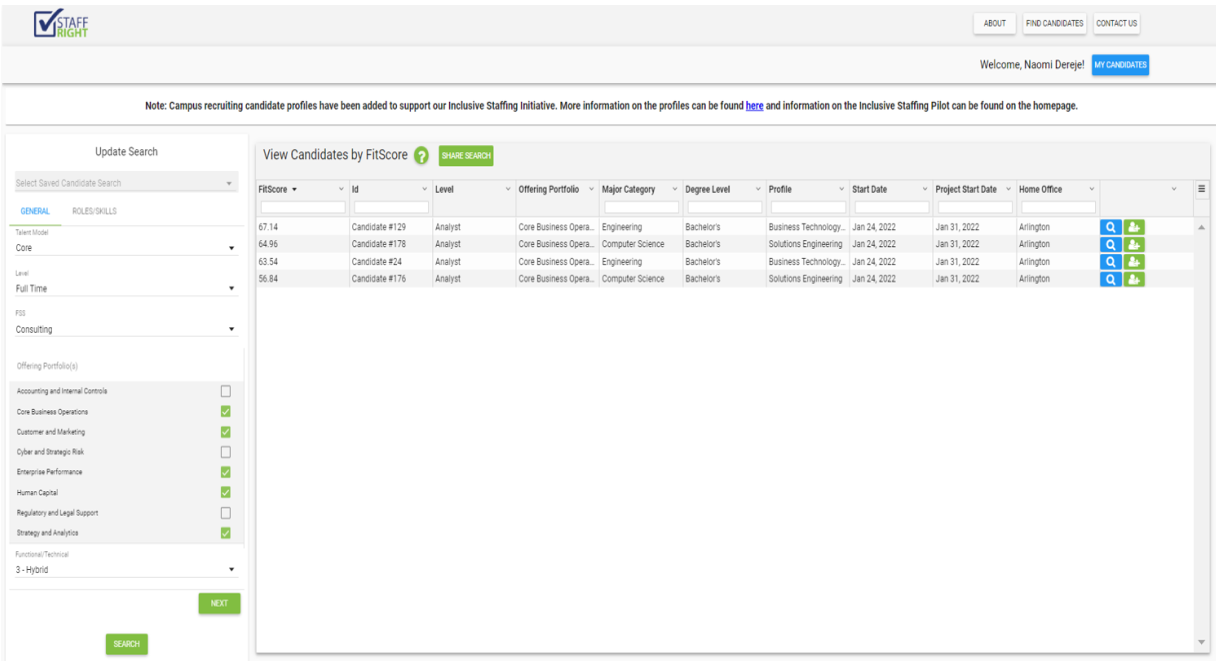 STAFF
RIGHT
ABOUT
FIND CANDIDATES
CONTACT US
Welcome, Naomi Dereje!
MY CANDIDATES
Note: Campus recruiting candidate profiles have been added to support our Inclusive Staffing Initiative. More information on the profiles can be found here and information on the Inclusive Staffing Pilot can be found on the homepage.
Update Search
Select Saved Candidate Search
GENERAL ROLES/SKILLS
Talent Model
Core
Level
Full Time
FSS
Consulting
Offering Portfolio(s)
Accounting and Internal Controls
Core Business Operations
Customer and Marketing
Cyber and Strategic Risk
Enterprise Performance
Human Capital
Regulatory and Legal Support
Strategy and Analytics
Functional/Technical
3 - Hybrid
NEXT
SEARCH
View Candidates by FitScore ? SHARE SEARCH
FitScore Id Level Offering Portfolio Major Category Degree Level Profile Start Date Project Start Date Home Office
67.14 Candidate #129 Analyst Core Business Opera... Engineering Bachelor's Business Technology... Jan 24, 2022 Jan 31, 2022 Arlington
64.96 Candidate #178 Analyst Core Business Opera... Computer Science Bachelor's Solutions Engineering Jan 24, 2022 Jan 31, 2022 Arlington
63.54 Candidate #24 Analyst Core Business Opera... Engineering Bachelor's Business Technology... Jan 24, 2022 Jan 31, 2022 Arlington
56.84 Candidate #176 Analyst Core Business Opera... Computer Science Bachelor's Solutions Engineering Jan 24, 2022 Jan 31, 2022 Arlington